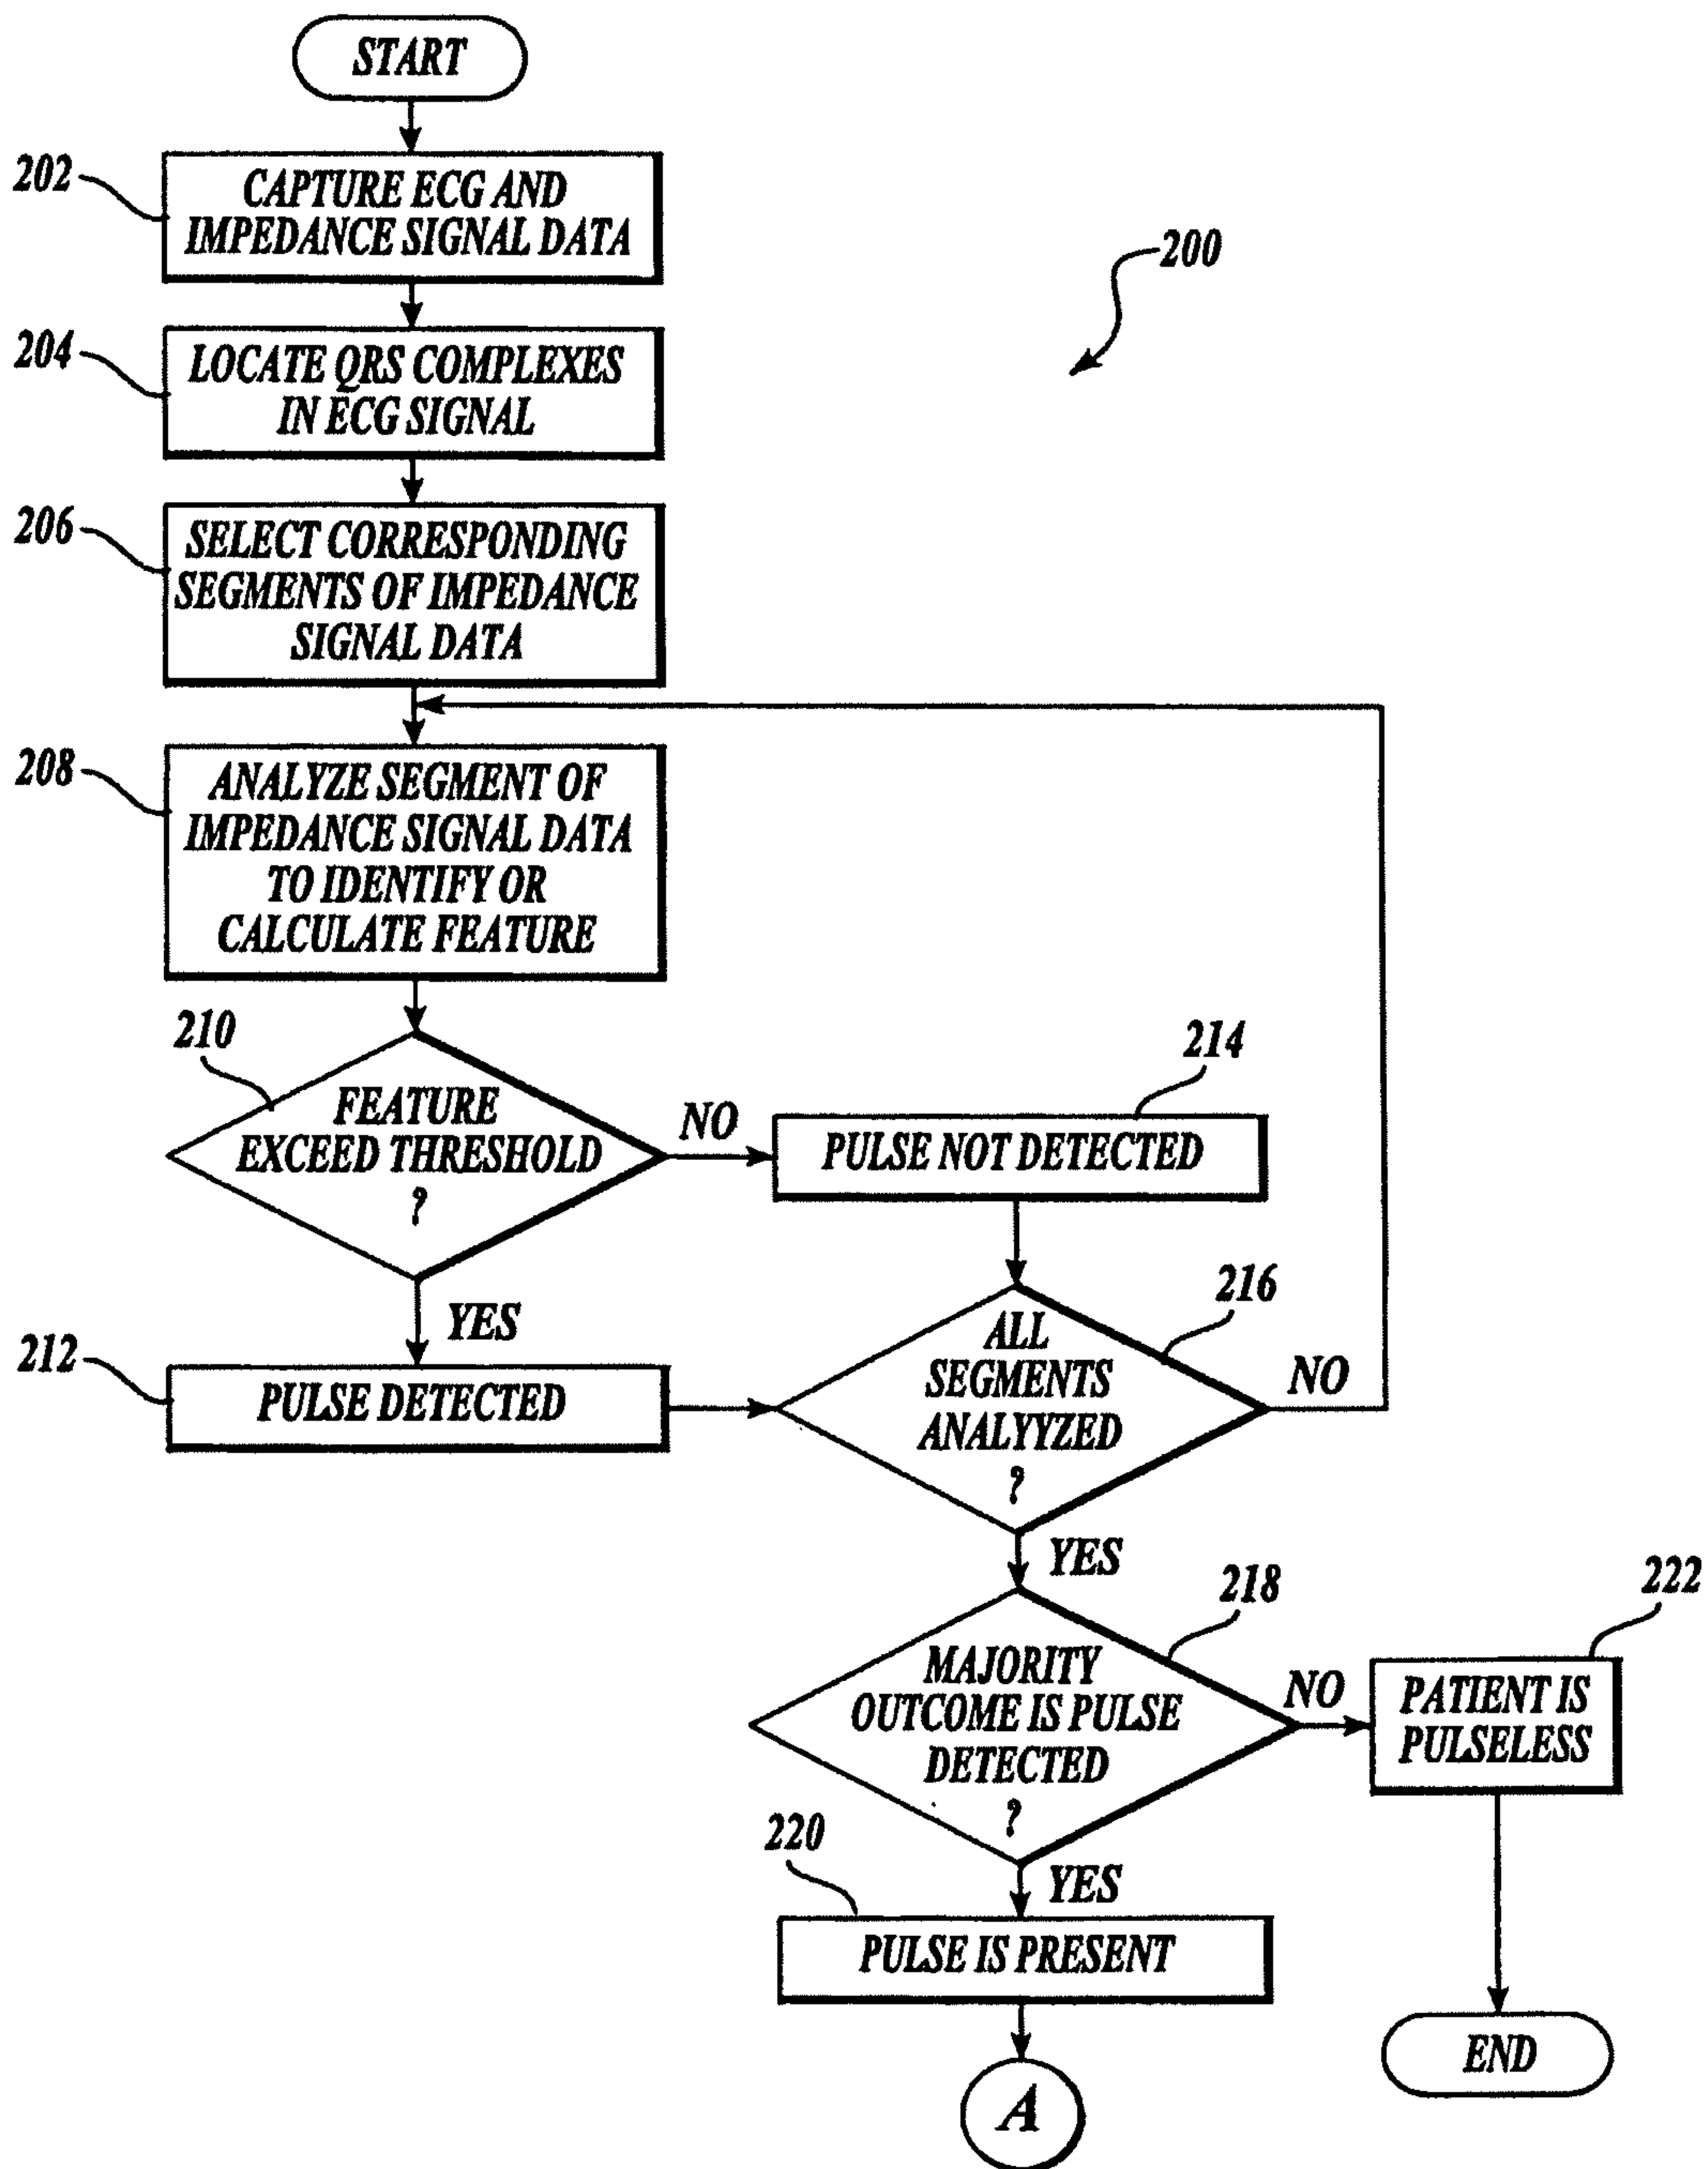 START
202
CAPTURE ECG AND
IMPEDANCE SIGNAL DATA
200
204
LOCATE QRS COMPLEXES
IN ECG SIGNAL
206
SELECT CORRESPONDING
SEGMENTS OF IMPEDANCE
SIGNAL DATA
208
ANALYZE SEGMENT OF
IMPEDANCE SIGNAL DATA
TO IDENTIFY OR
CALCULATE FEATURE
210
FEATURE
EXCEED THRESHOLD
?
NO
214
PULSE NOT DETECTED
YES
212
PULSE DETECTED
216
ALL
SEGMENTS
ANALYYZED
?
NO
YES
218
MAJORITY
OUTCOME IS PULSE
DETECTED
?
NO
222
PATIENT IS
PULSELESS
YES
220
PULSE IS PRESENT
END
A